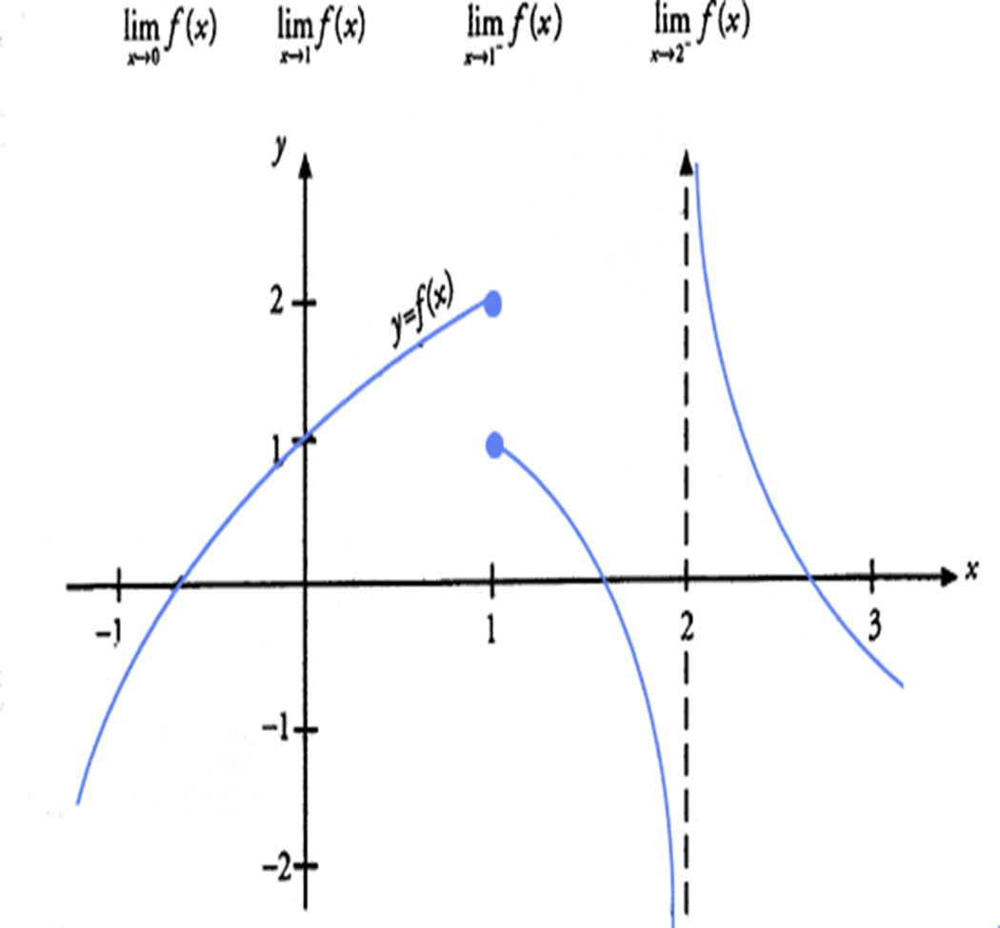 lim x→0 f(x) lim x→1 f(x) lim x→1⁻ f(x) lim x→2⁻ f(x)
y
y=f(x)
2
1
x
-1 1 2 3
-1
-2